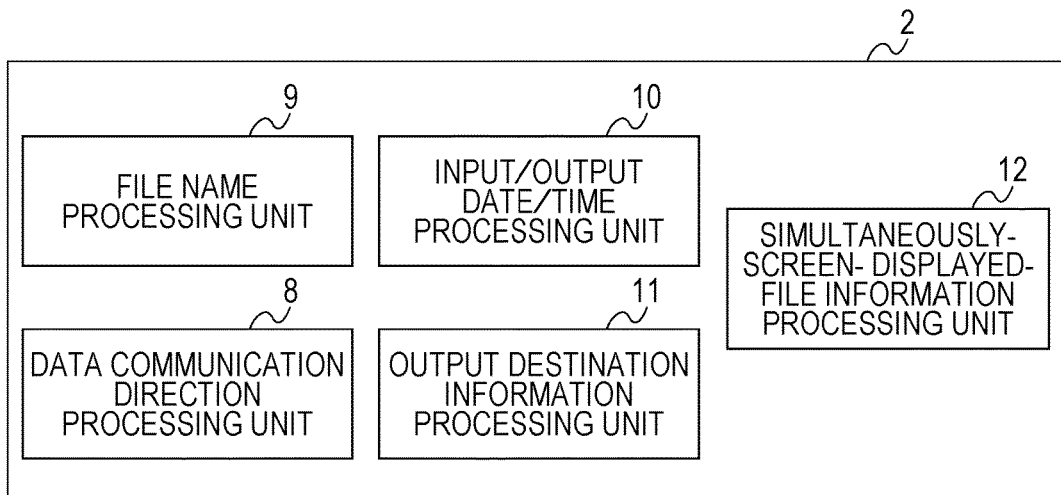 2
9
FILE NAME
PROCESSING UNIT
10
INPUT/OUTPUT
DATE/TIME
PROCESSING UNIT
12
SIMULTANEOUSLY-
SCREEN- DISPLAYED-
FILE INFORMATION
PROCESSING UNIT
8
DATA COMMUNICATION
DIRECTION
PROCESSING UNIT
11
OUTPUT DESTINATION
INFORMATION
PROCESSING UNIT